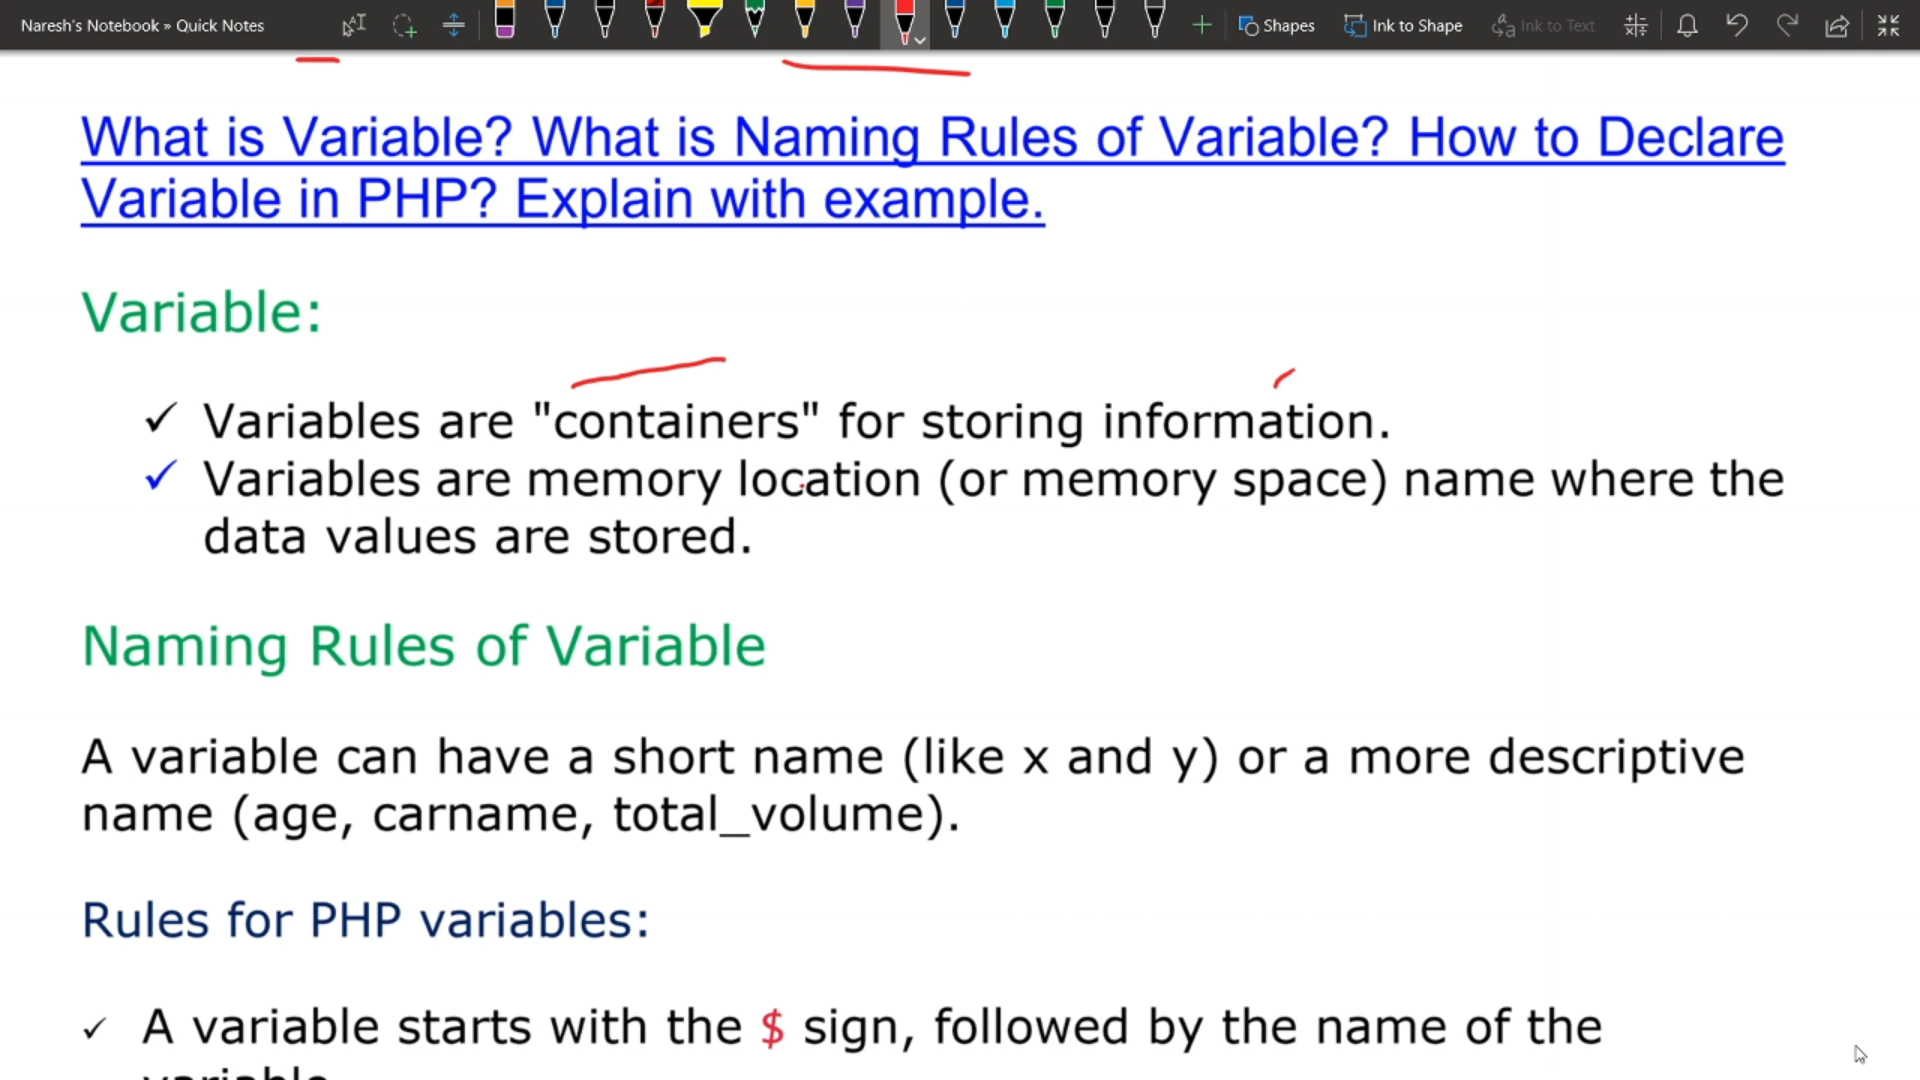 Naresh's Notebook » Quick Notes
Shapes
Ink to Shape
Ink to Text
What is Variable? What is Naming Rules of Variable? How to Declare
Variable in PHP? Explain with example.
Variable:
✓ Variables are "containers" for storing information.
✓ Variables are memory location (or memory space) name where the
data values are stored.
Naming Rules of Variable
A variable can have a short name (like x and y) or a more descriptive
name (age, carname, total_volume).
Rules for PHP variables:
✓ A variable starts with the $ sign, followed by the name of the
variable